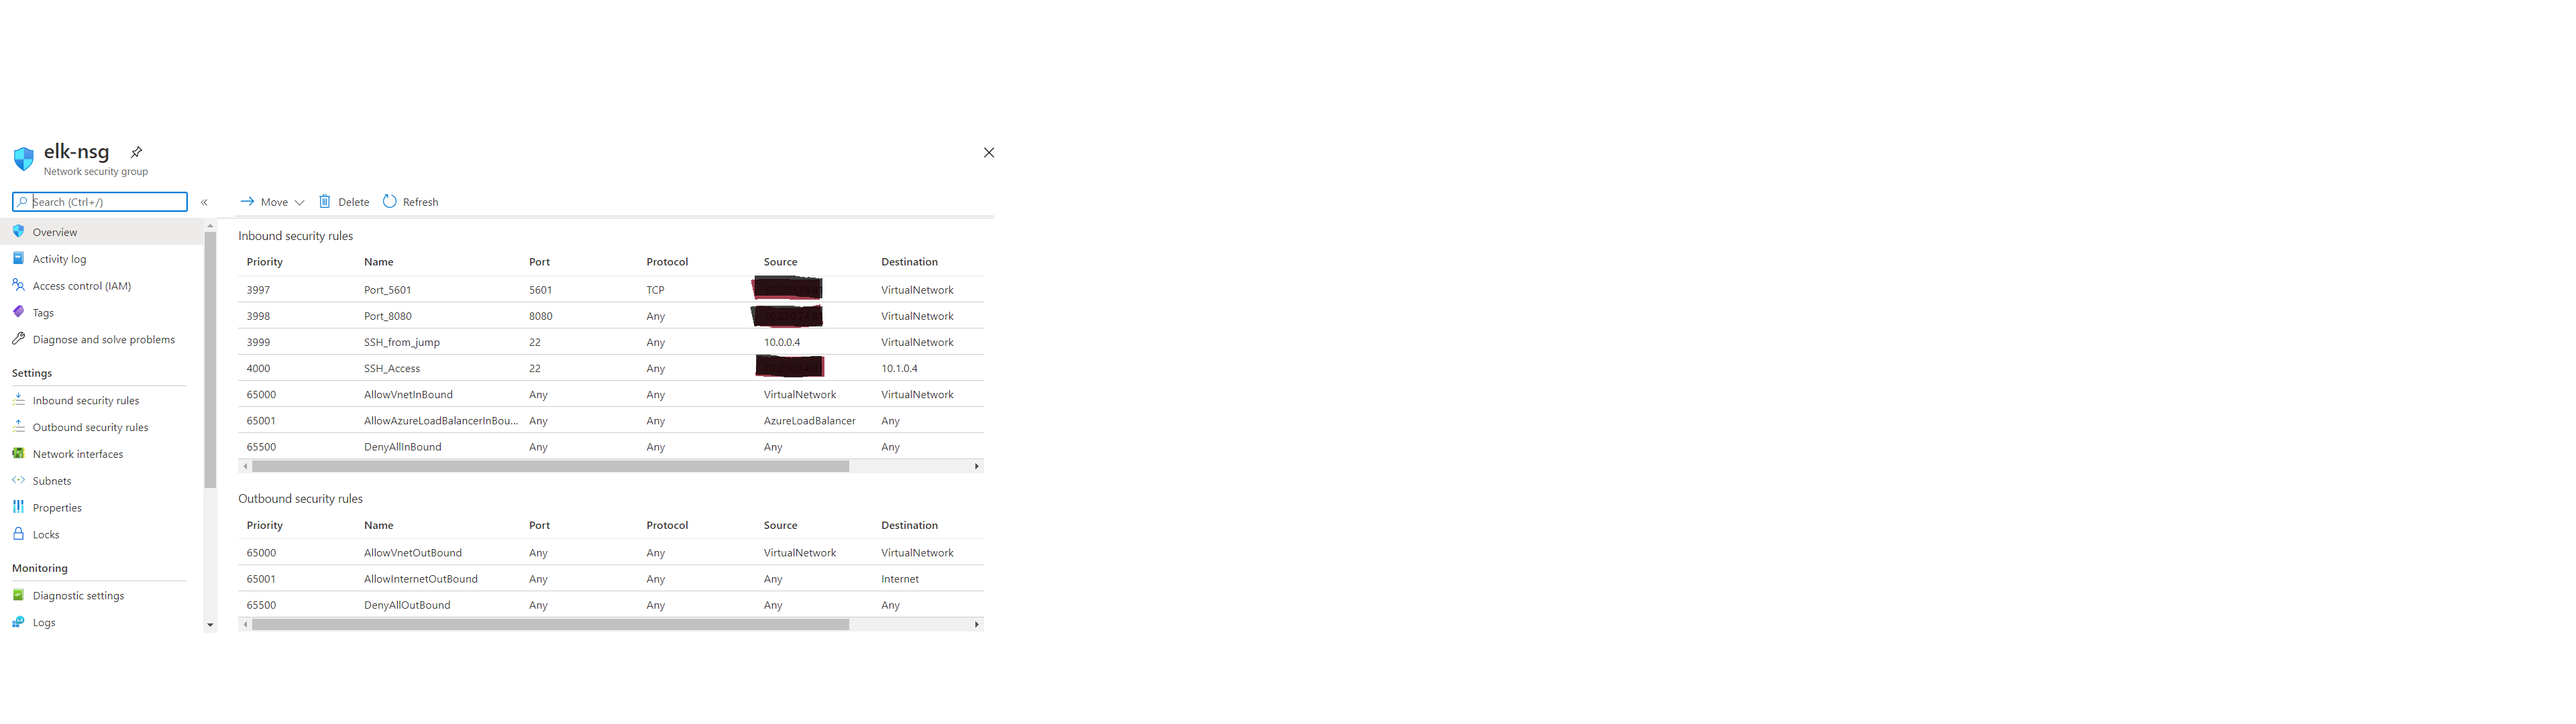 elk-nsg
Network security group
Search (Ctrl+/)
«
Move
Delete
Refresh
Overview
Activity log
Access control (IAM)
Tags
Diagnose and solve problems
Settings
Inbound security rules
Outbound security rules
Network interfaces
Subnets
Properties
Locks
Monitoring
Diagnostic settings
Logs
Inbound security rules
Priority Name Port Protocol Source Destination
3997 Port_5601 5601 TCP VirtualNetwork
3998 Port_8080 8080 Any VirtualNetwork
3999 SSH_from_jump 22 Any 10.0.0.4 VirtualNetwork
4000 SSH_Access 22 Any 10.1.0.4
65000 AllowVnetInBound Any Any VirtualNetwork VirtualNetwork
65001 AllowAzureLoadBalancerInBou... Any Any AzureLoadBalancer Any
65500 DenyAllInBound Any Any Any Any
Outbound security rules
Priority Name Port Protocol Source Destination
65000 AllowVnetOutBound Any Any VirtualNetwork VirtualNetwork
65001 AllowInternetOutBound Any Any Any Internet
65500 DenyAllOutBound Any Any Any Any